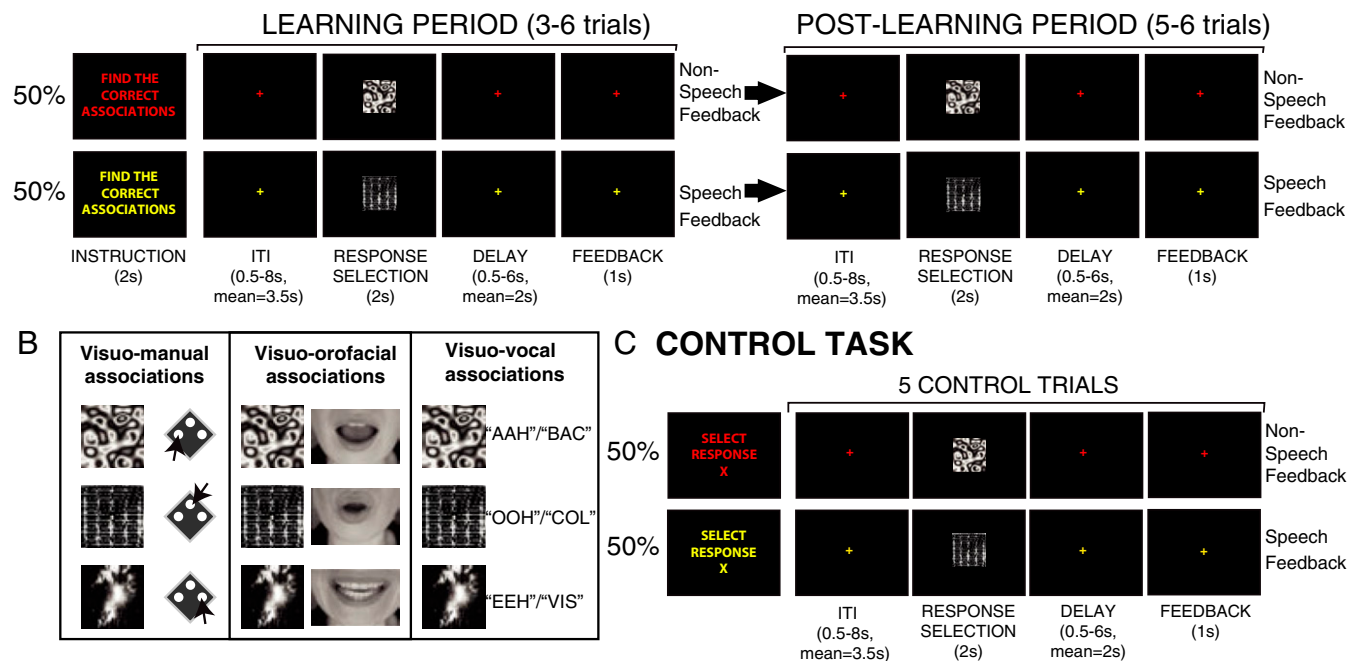 LEARNING PERIOD (3-6 trials)
POST-LEARNING PERIOD (5-6 trials)
50%
FIND THE
CORRECT
ASSOCIATIONS
+
+
+
Non-
Speech
Feedback
+
+
+
Non-
Speech
Feedback
50%
FIND THE
CORRECT
ASSOCIATIONS
+
+
+
Speech
Feedback
+
+
+
Speech
Feedback
INSTRUCTION
(2s)
ITI
(0.5-8s,
mean=3.5s)
RESPONSE
SELECTION
(2s)
DELAY
(0.5-6s,
mean=2s)
FEEDBACK
(1s)
ITI
(0.5-8s,
mean=3.5s)
RESPONSE
SELECTION
(2s)
DELAY
(0.5-6s,
mean=2s)
FEEDBACK
(1s)
B
Visuo-manual
associations
Visuo-orofacial
associations
Visuo-vocal
associations
"AAH"/"BAC"
"OOH"/"COL"
"EEH"/"VIS"
C CONTROL TASK
5 CONTROL TRIALS
50%
SELECT
RESPONSE
X
+
+
+
Non-
Speech
Feedback
50%
SELECT
RESPONSE
X
+
+
+
Speech
Feedback
ITI
(0.5-8s,
mean=3.5s)
RESPONSE
SELECTION
(2s)
DELAY
(0.5-6s,
mean=2s)
FEEDBACK
(1s)